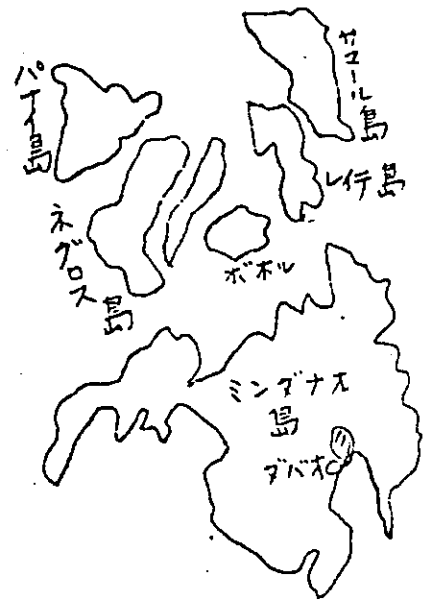 サマール島
パナイ島
レイテ島
ネグロス島
ボホル
ミンダナオ
島
ダバオ